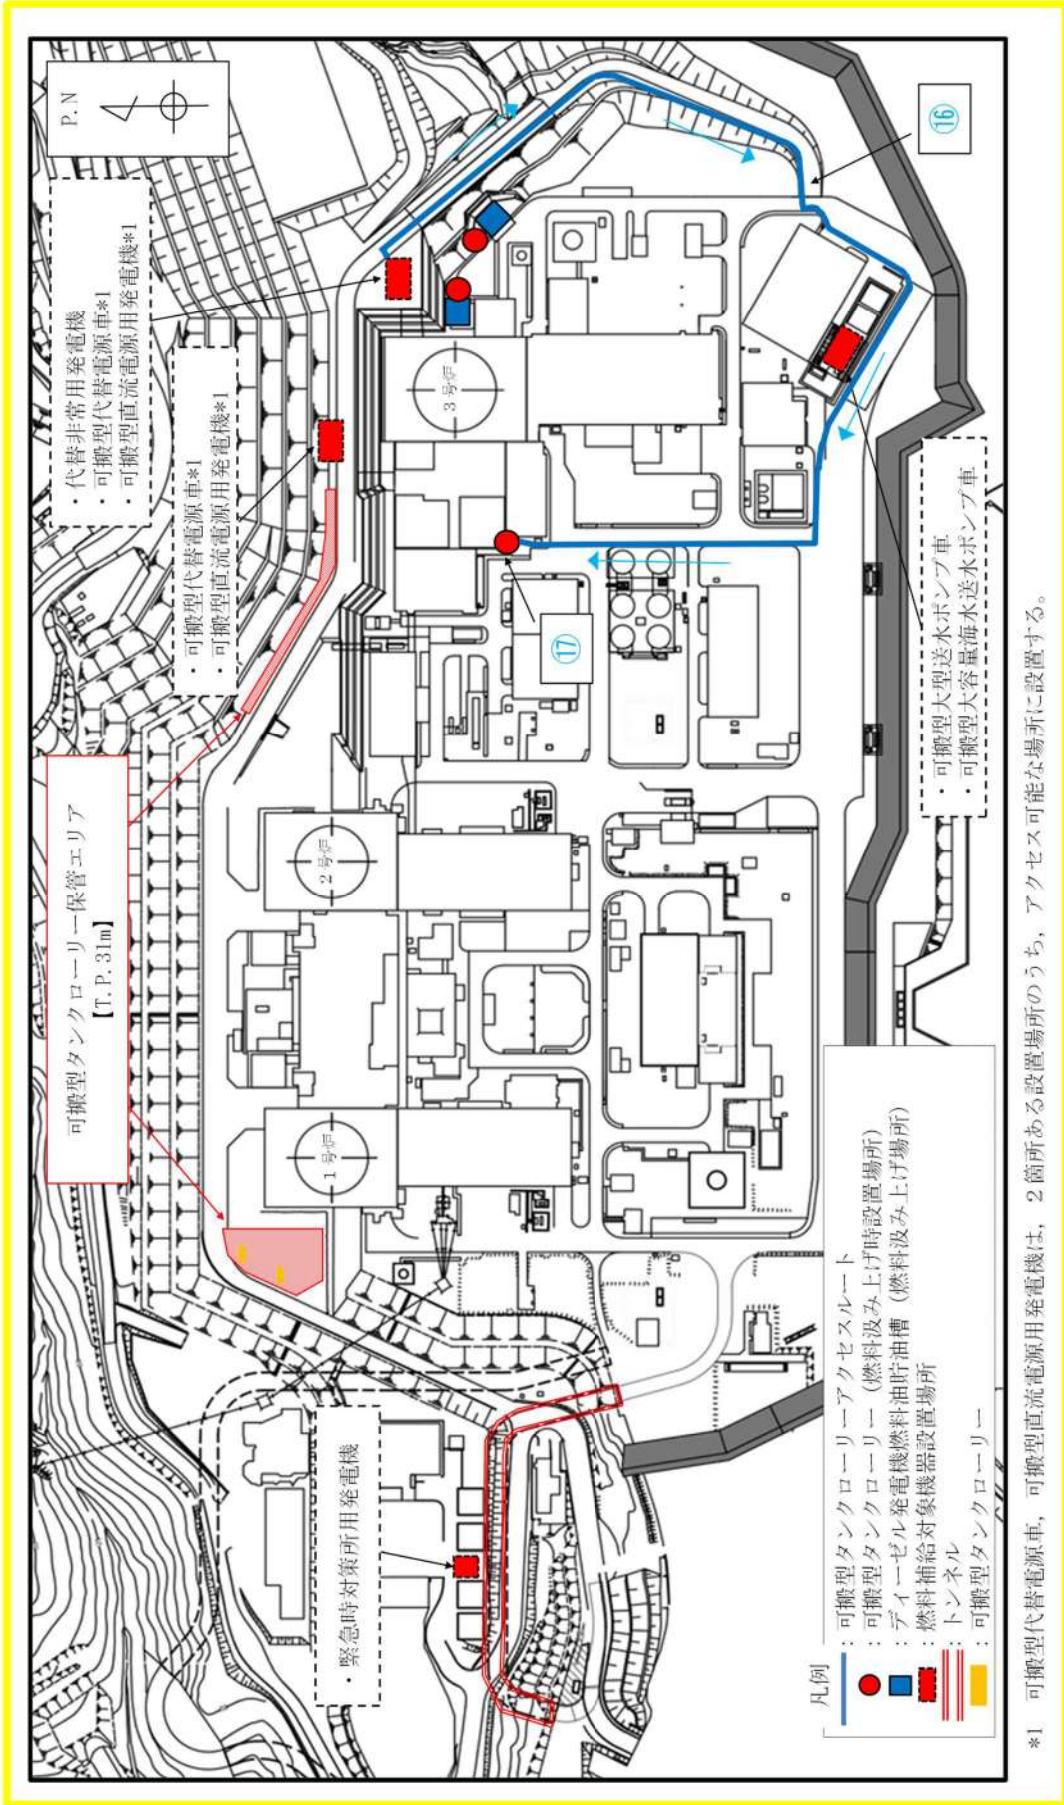 P.N
・代替非常用発電機
・可搬型代替電源車*1
・可搬型直流電源用発電機*1
・可搬型代替電源車*1
・可搬型直流電源用発電機*1
可搬型タンクローリー保管エリア
【T.P.31m】
・緊急時対策所用発電機
1号炉
2号炉
3号炉
⑯
⑰
・可搬型大型送水ポンプ車
・可搬型大容量海水送水ポンプ車
凡例
：可搬型タンクローリーアクセスルート
：可搬型タンクローリー（燃料汲み上げ時設置場所）
：ディーゼル発電機燃料油貯油槽（燃料汲み上げ場所）
：燃料補給対象機器設置場所
：トンネル
：可搬型タンクローリー
*1　可搬型代替電源車，可搬型直流電源用発電機は，2箇所ある設置場所のうち，アクセス可能な場所に設置する。